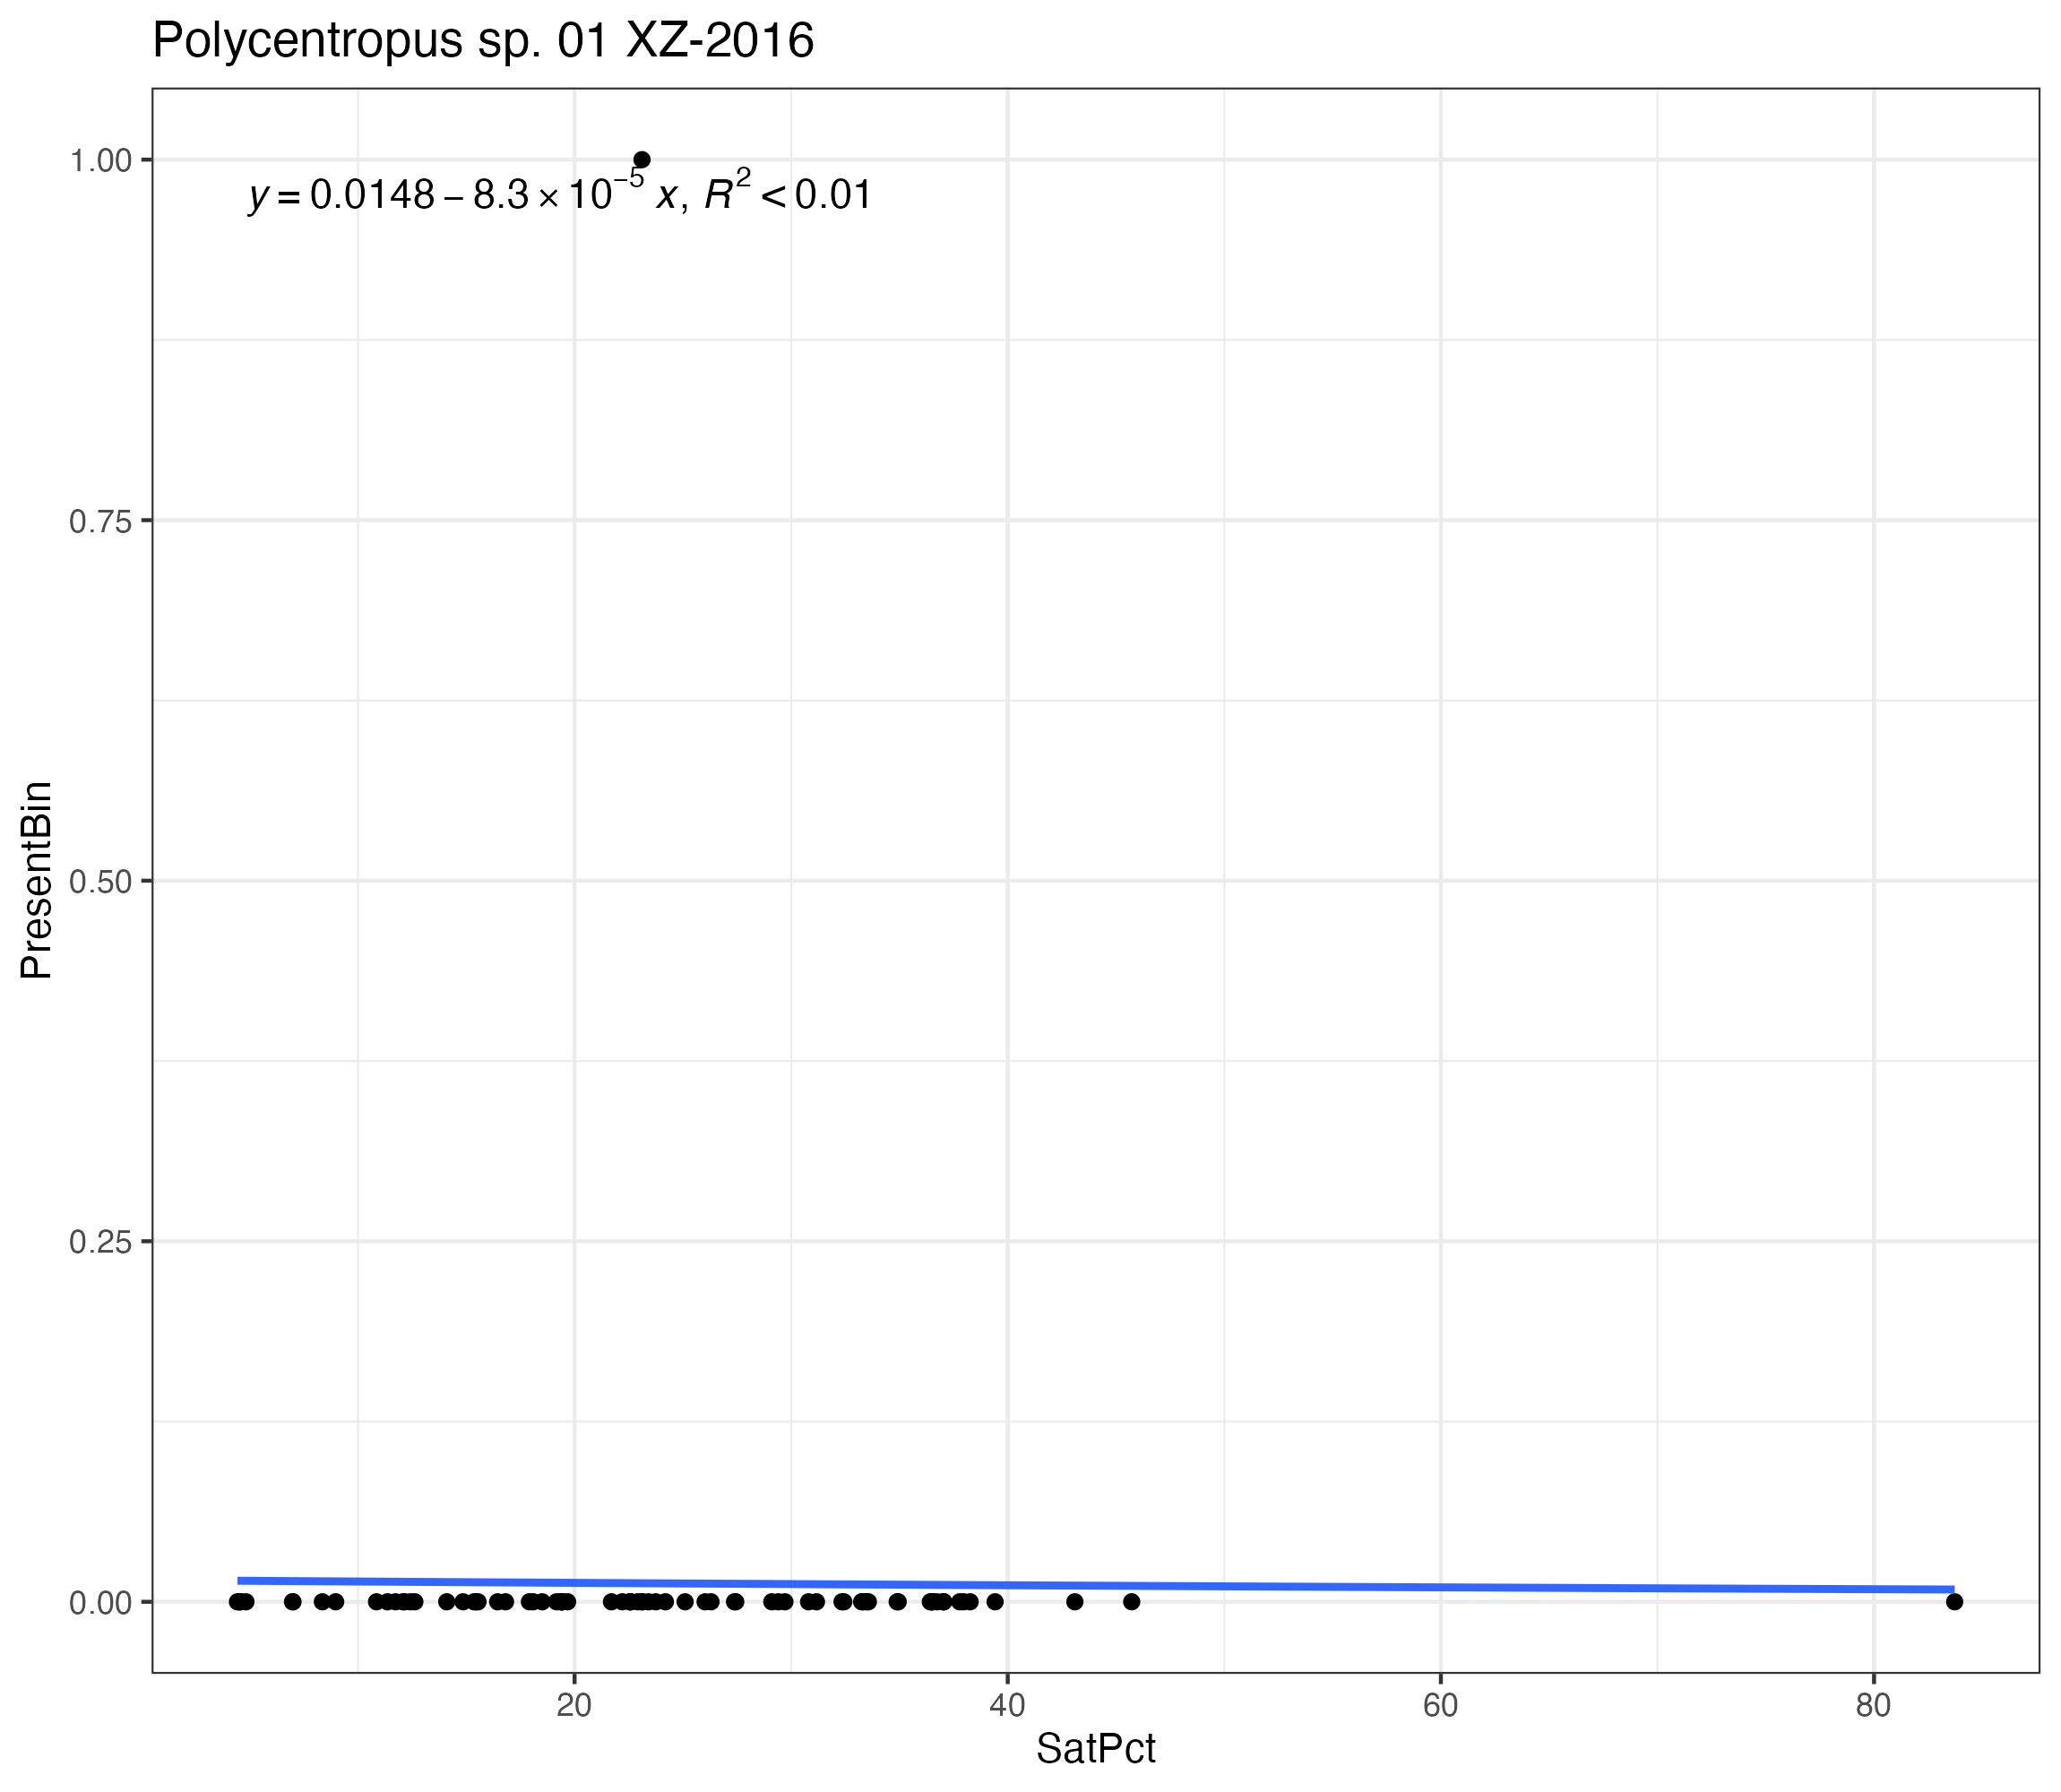 Polycentropus sp. 01 XZ-2016
1.00
y = 0.0148 − 8.3 × 10⁻⁵ x, R² < 0.01
0.75
0.50
0.25
0.00
PresentBin
20 40 60 80
SatPct